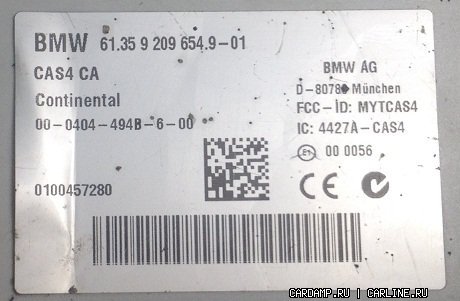 BMW 61.35 9 209 654.9-01
CAS4 CA
Continental
00-0404-494B-6-00
0100457280
BMW AG
München
FCC-ID: MYTCAS4
IC: 4427A-CAS4
E1 00 0056
CE
CARDAMP.RU | CARLINE.RU